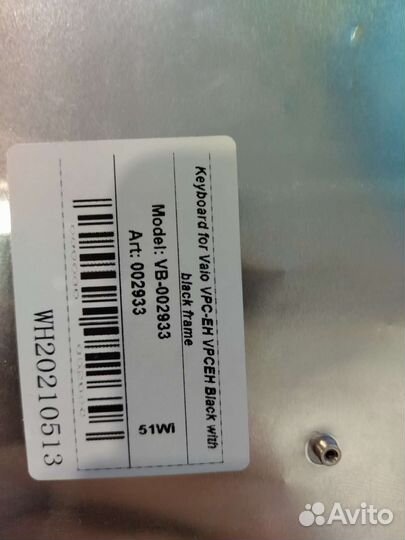 Keyboard for Vaio VPC-EH VPCEH Black with
black frame
Model: VB-002933
Art: 002933
51Wi
WH20210513
Avito